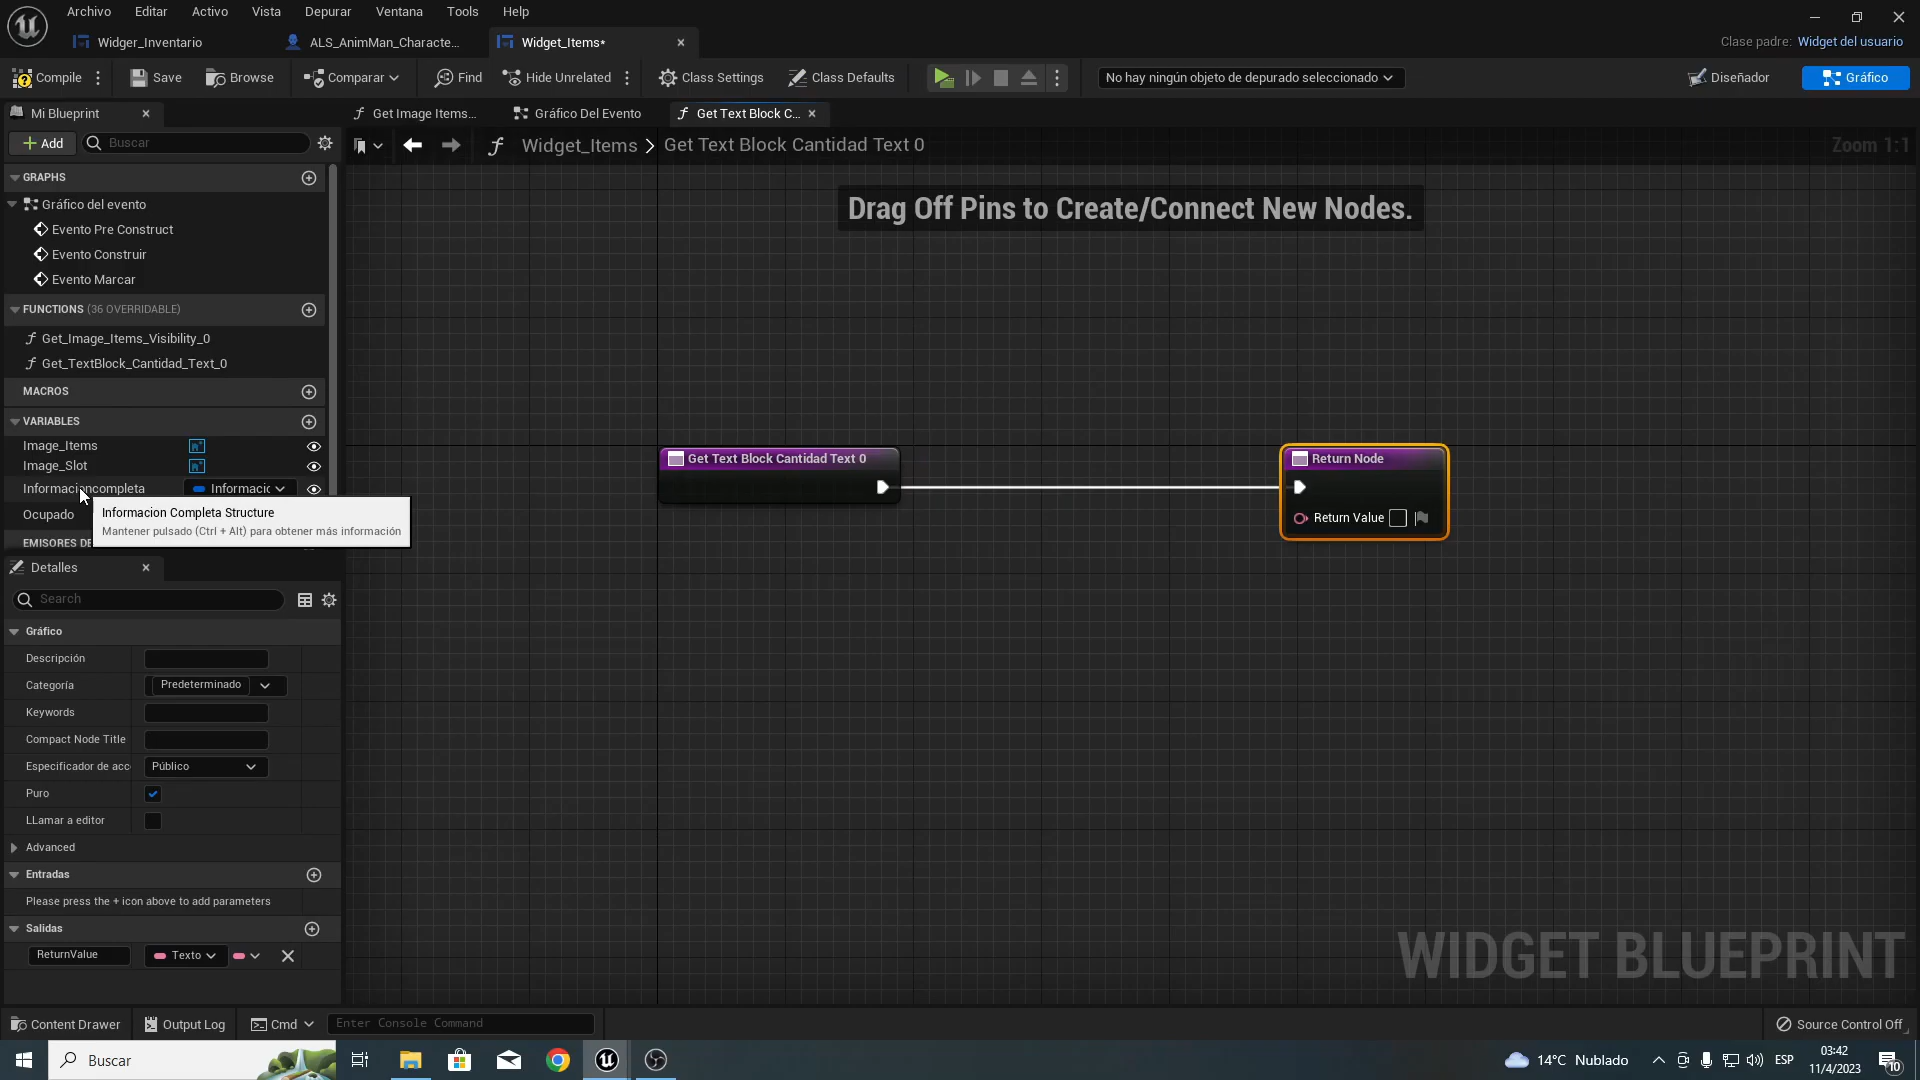 Archivo Editar Activo Vista Depurar Ventana Tools Help
Widger_Inventario ALS_AnimMan_Characte... Widget_Items*
Clase padre: Widget del usuario
Compile Save Browse Comparar Find Hide Unrelated Class Settings Class Defaults No hay ningún objeto de depurado seleccionado Diseñador Gráfico
Mi Blueprint
Get Image Items... Gráfico Del Evento Get Text Block C...
Add Buscar
Widget_Items > Get Text Block Cantidad Text 0
Zoom 1:1
Drag Off Pins to Create/Connect New Nodes.
GRAPHS
Gráfico del evento
Evento Pre Construct
Evento Construir
Evento Marcar
FUNCTIONS (36 OVERRIDABLE)
Get_Image_Items_Visibility_0
Get_TextBlock_Cantidad_Text_0
MACROS
VARIABLES
Image_Items
Image_Slot
Informacioncompleta Informacic
Ocupado
Informacion Completa Structure
Mantener pulsado (Ctrl + Alt) para obtener más información
EMISORES DE
Get Text Block Cantidad Text 0
Return Node
Return Value
Detalles
Search
Gráfico
Descripción
Categoría Predeterminado
Keywords
Compact Node Title
Especificador de acc Público
Puro
LLamar a editor
Advanced
Entradas
Please press the + icon above to add parameters
Salidas
ReturnValue Texto
WIDGET BLUEPRINT
Content Drawer Output Log Cmd Enter Console Command Source Control Off
Buscar
14°C Nublado
ESP
03:42
11/4/2023
10